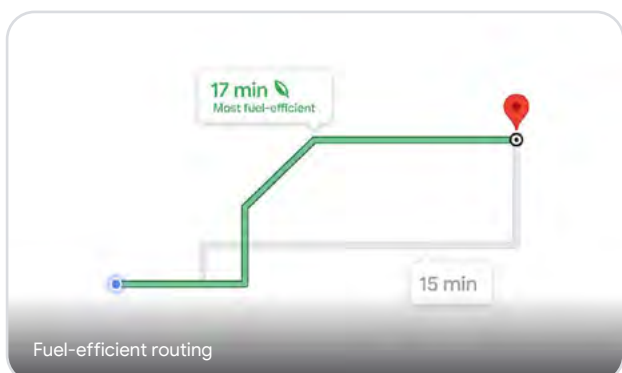 17 min
Most fuel-efficient
15 min
Fuel-efficient routing